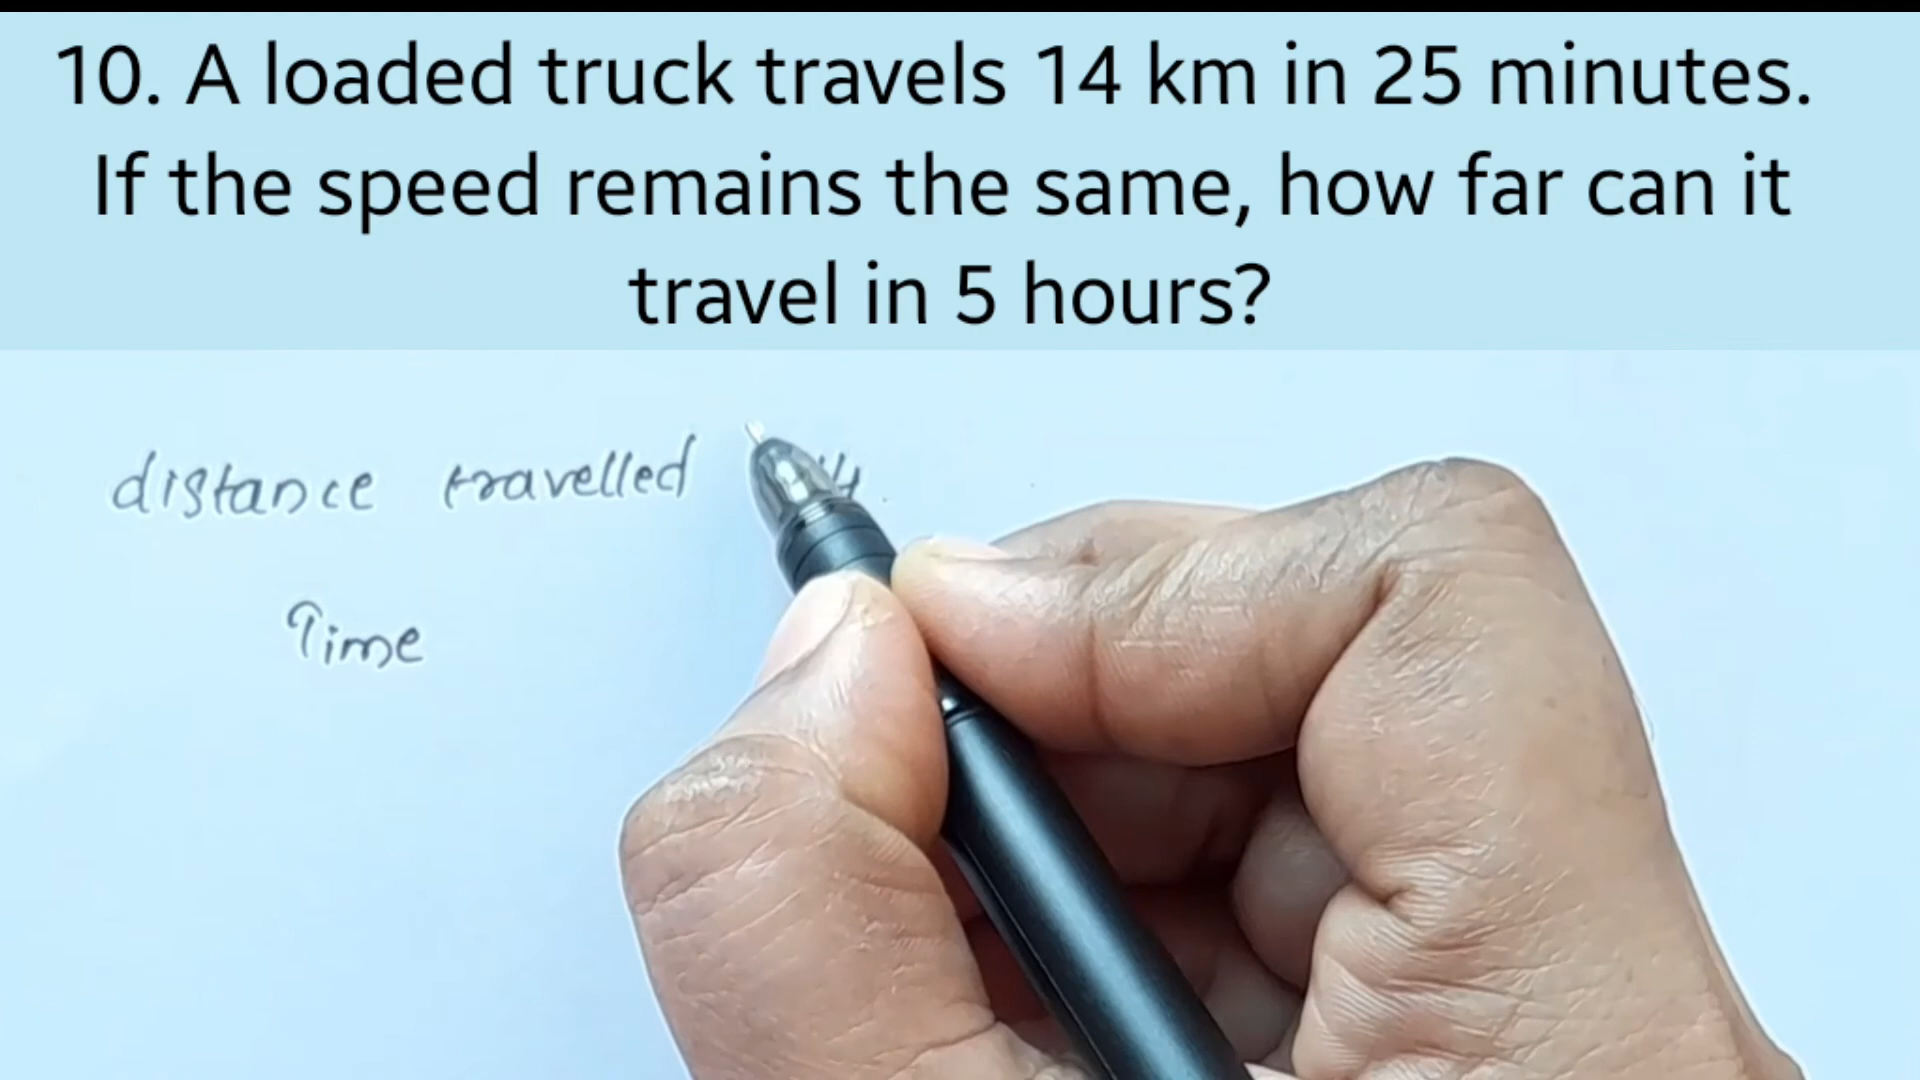 10. A loaded truck travels 14 km in 25 minutes.
If the speed remains the same, how far can it
travel in 5 hours?
distance travelled 14
Time